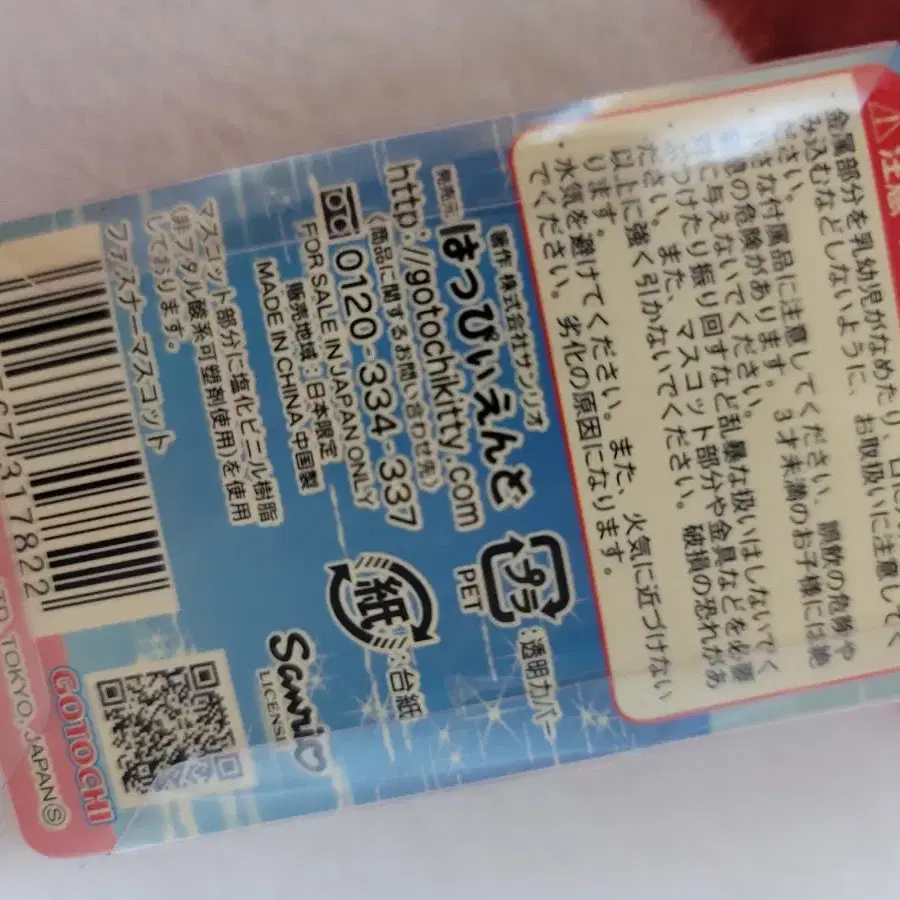 注意
金属部分を乳幼児がなめたり、口に
み込むなどしないように、お取扱いに注意してく
ださい。
さな付属品に注意してください。誤飲の危険や
急の危険があります。3才未満のお子様には絶
に与えないでください。
つけたり振り回すなど乱暴な扱いはしないでく
ださい。また、マスコット部分や金具などを必要
以上に強く引かないでください。破損の恐れがあ
ります。
・水気を避けてください。また、火気に近づけない
でください。劣化の原因になります。
著作 株式会社サンリオ
発売元 はっぴぃえんど
http://gotochikitty.com
(商品に関するお問い合わせ先)
0120-334-337
FOR SALE IN JAPAN ONLY
販売地域:日本限定
MADE IN CHINA 中国製
マスコット部分に塩化ビニル樹脂
(非フタル酸系可塑剤使用)を使用
しております。
ファスナーマスコット
プラ :透明カバー
PET
紙 :台紙
Sanrio
LICENSE
317822
GOTOCHI
LTD. TOKYO, JAPAN Ⓢ